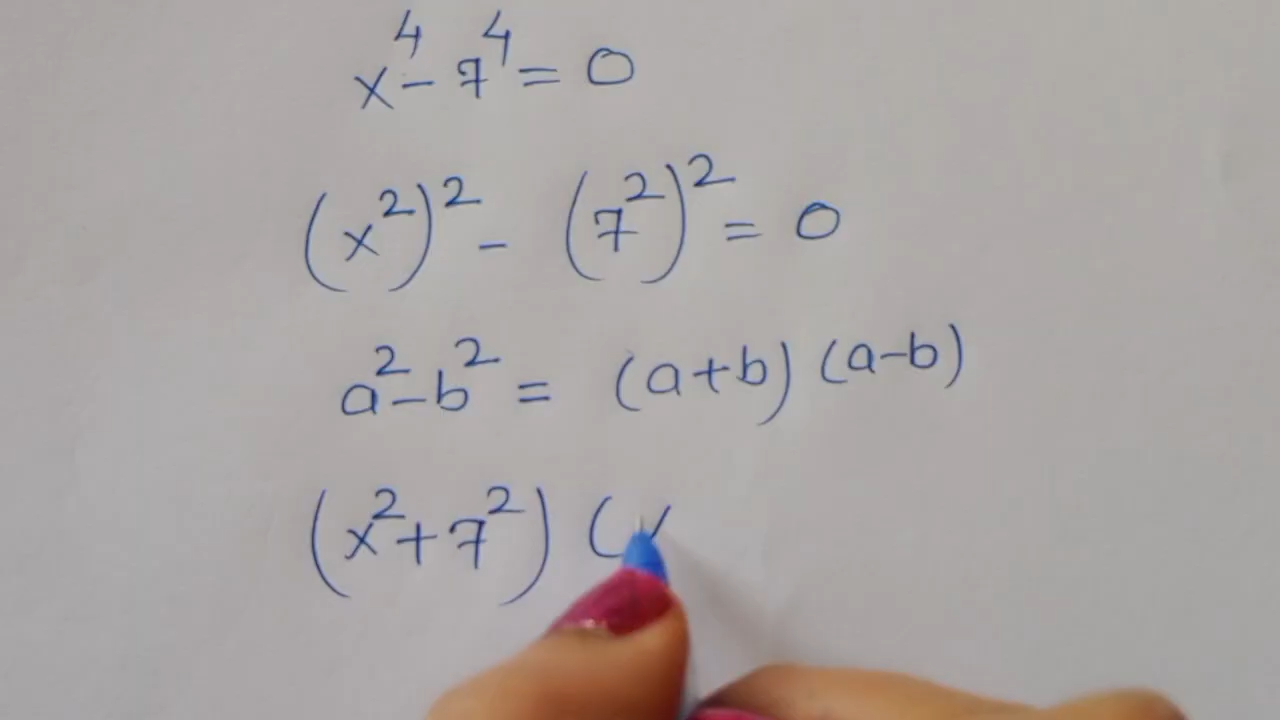 x⁴ - 7⁴ = 0
(x²)² - (7²)² = 0
a² - b² = (a+b) (a-b)
(x² + 7²) (